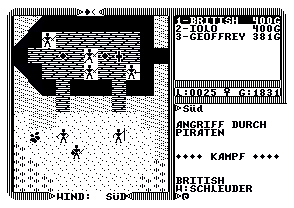 1-BRITISH 400G
2-IOLO 400G
3-GEOFFREY 381G
L:0025 ♀ G:1831
▹Süd
ANGRIFF DURCH
PIRATEN
♦♦♦♦ KAMPF ♦♦♦♦
BRITISH
W:SCHLEUDER
WIND: SÜD